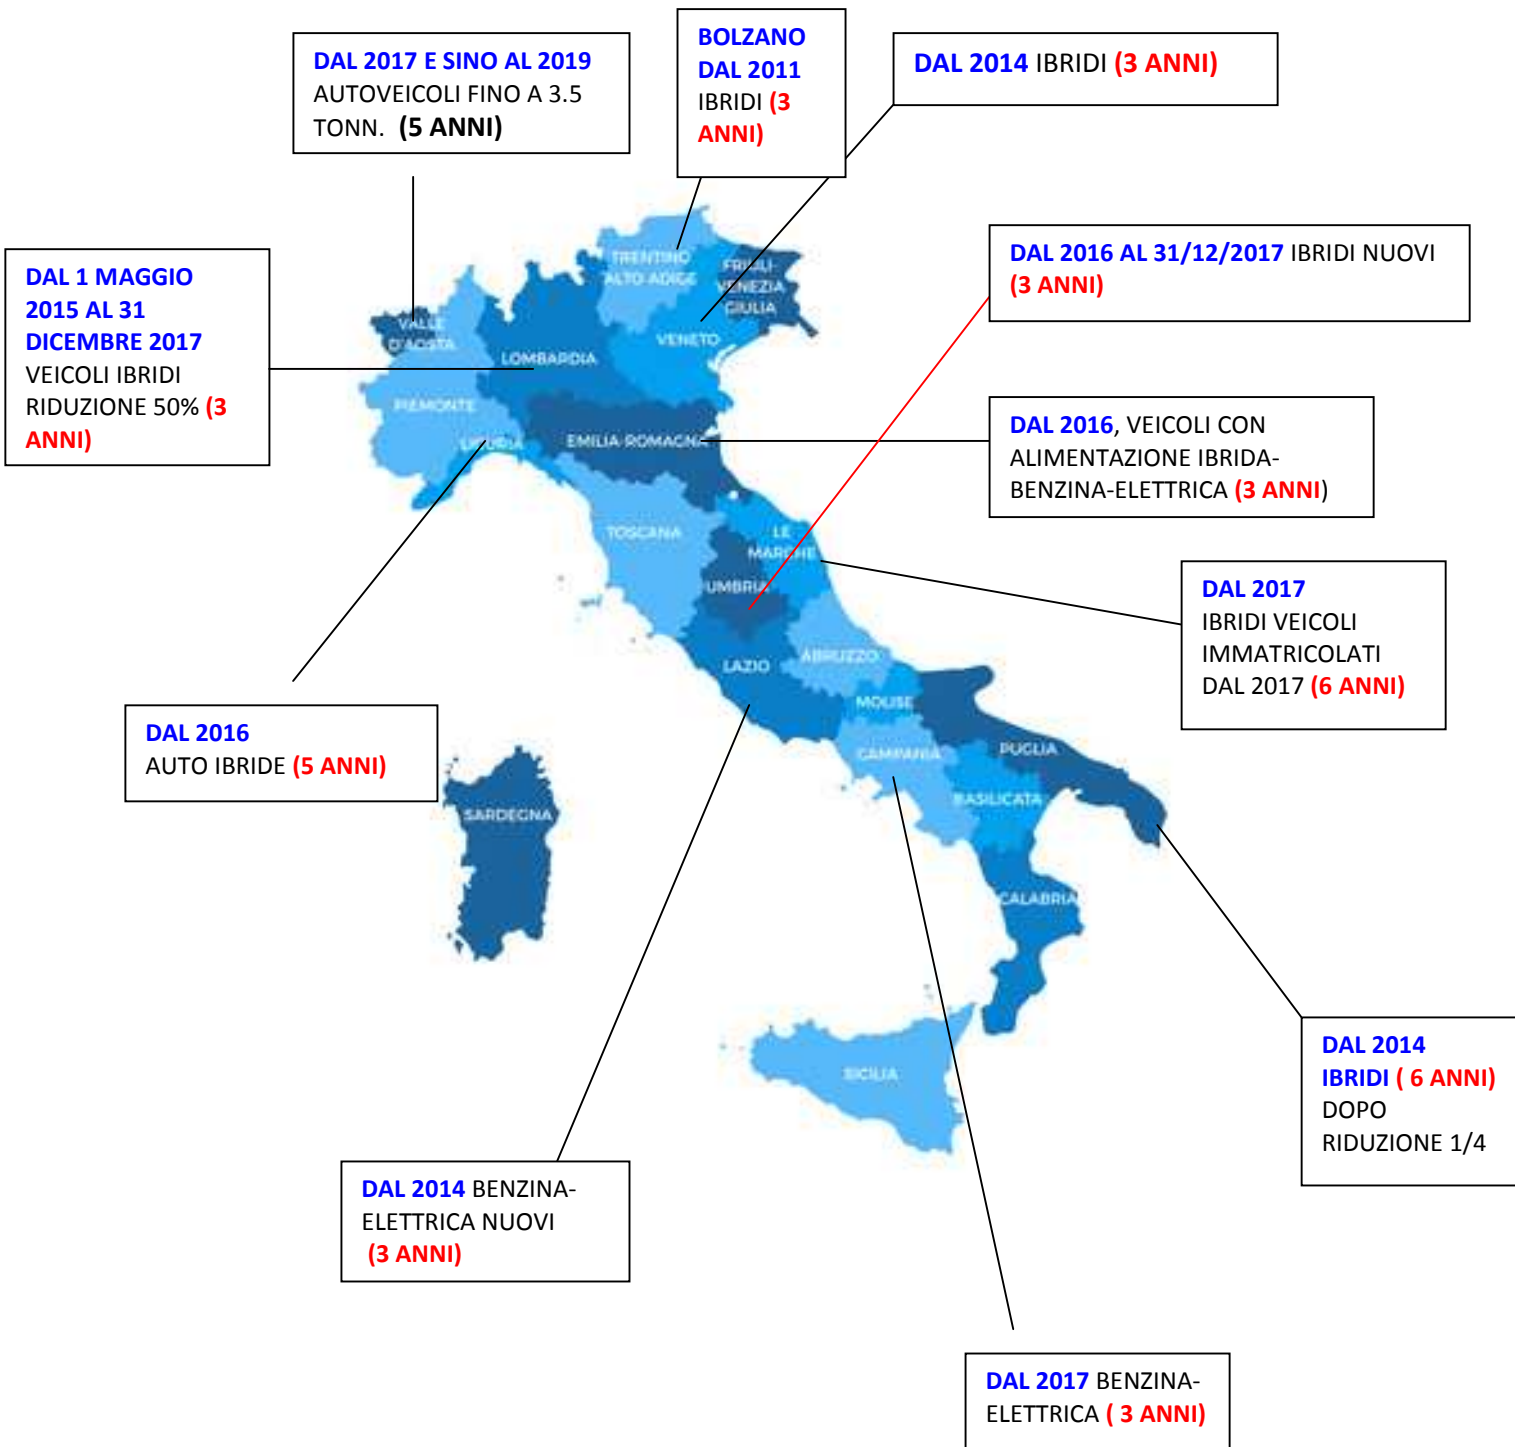 DAL 2017 E SINO AL 2019
AUTOVEICOLI FINO A 3.5
TONN. (5 ANNI)
BOLZANO
DAL 2011
IBRIDI (3
ANNI)
DAL 2014 IBRIDI (3 ANNI)
DAL 1 MAGGIO
2015 AL 31
DICEMBRE 2017
VEICOLI IBRIDI
RIDUZIONE 50% (3
ANNI)
DAL 2016 AL 31/12/2017 IBRIDI NUOVI
(3 ANNI)
TRENTINO
ALTO ADIGE
FRIULI
VENEZIA
GIULIA
VALLE
D'AOSTA
LOMBARDIA
VENETO
PIEMONTE
LIGURIA
EMILIA-ROMAGNA
DAL 2016, VEICOLI CON
ALIMENTAZIONE IBRIDA-
BENZINA-ELETTRICA (3 ANNI)
TOSCANA
LE
MARCHE
UMBRIA
DAL 2017
IBRIDI VEICOLI
IMMATRICOLATI
DAL 2017 (6 ANNI)
LAZIO
ABRUZZO
MOLISE
CAMPANIA
PUGLIA
BASILICATA
DAL 2016
AUTO IBRIDE (5 ANNI)
SARDEGNA
CALABRIA
SICILIA
DAL 2014
IBRIDI ( 6 ANNI)
DOPO
RIDUZIONE 1/4
DAL 2014 BENZINA-
ELETTRICA NUOVI
(3 ANNI)
DAL 2017 BENZINA-
ELETTRICA ( 3 ANNI)